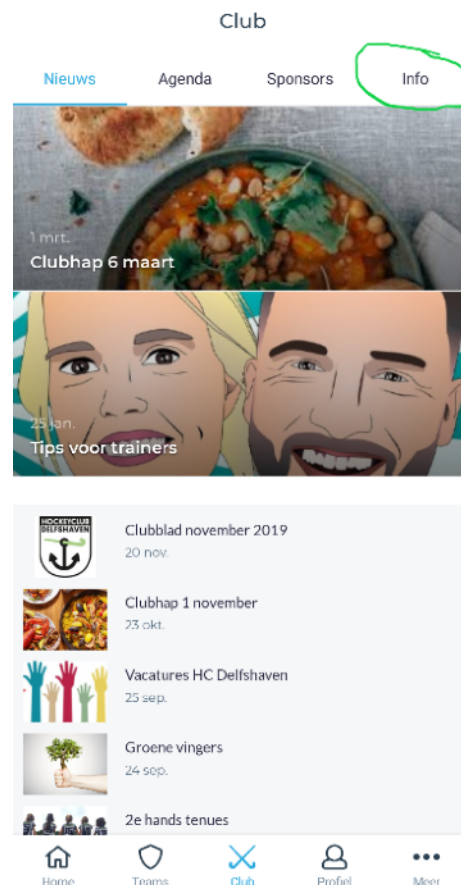 Club
Nieuws Agenda Sponsors Info
1 mrt.
Clubhap 6 maart
25 jan.
Tips voor trainers
HOCKEYCLUB
DELFSHAVEN
Clubblad november 2019
20 nov.
Clubhap 1 november
23 okt.
Vacatures HC Delfshaven
25 sep.
Groene vingers
24 sep.
2e hands tenues
Home Teams Club Profiel Meer